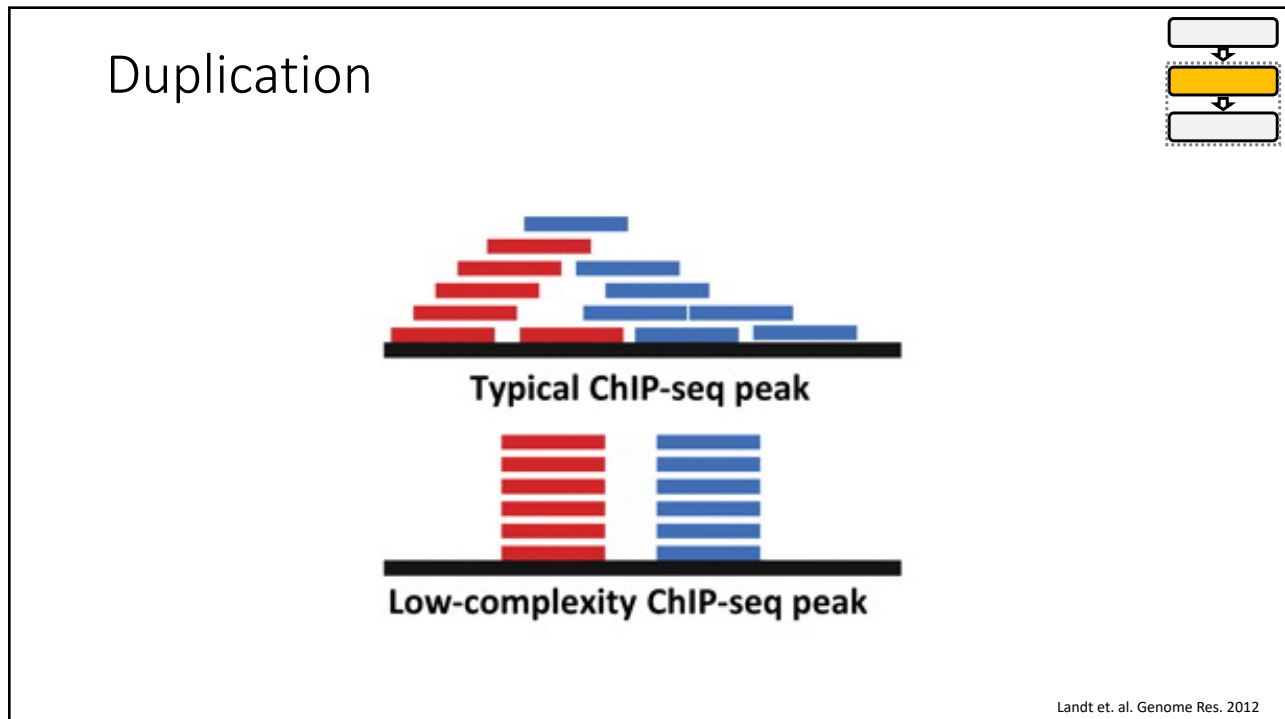 Duplication
Typical ChIP-seq peak
Low-complexity ChIP-seq peak
Landt et. al. Genome Res. 2012